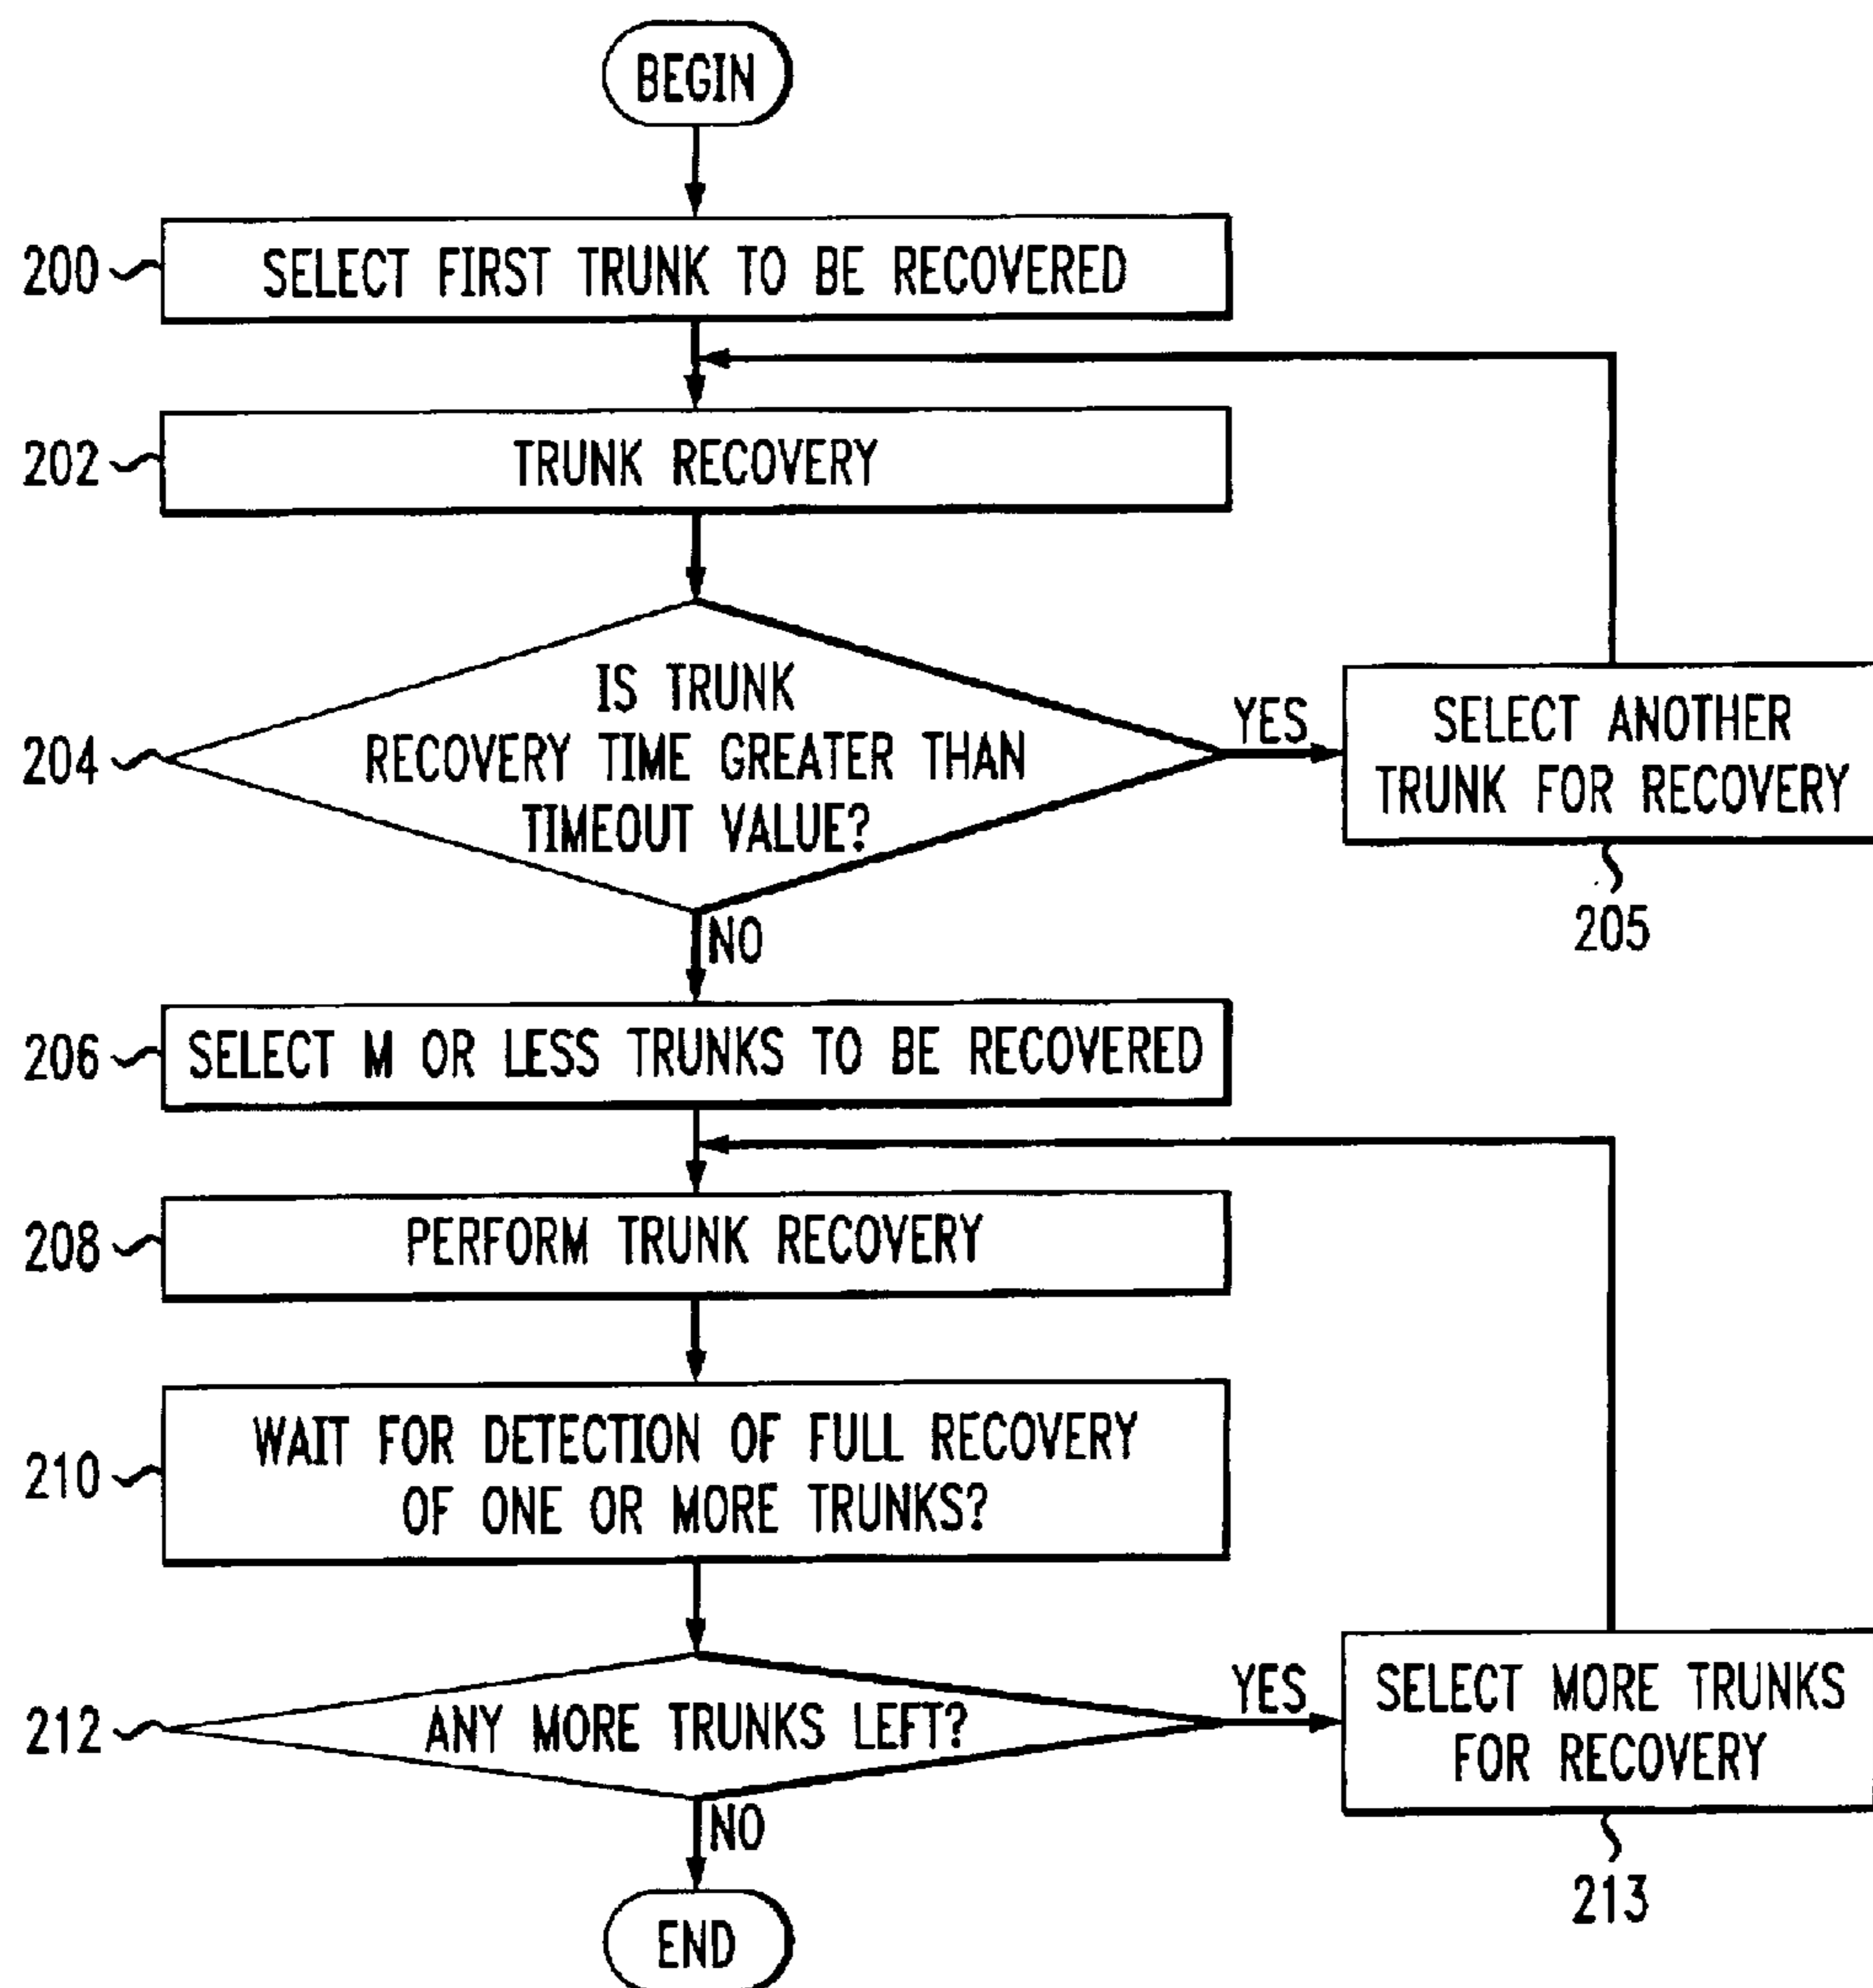 BEGIN
200
SELECT FIRST TRUNK TO BE RECOVERED
202
TRUNK RECOVERY
204
IS TRUNK
RECOVERY TIME GREATER THAN
TIMEOUT VALUE?
YES
SELECT ANOTHER
TRUNK FOR RECOVERY
205
NO
206
SELECT M OR LESS TRUNKS TO BE RECOVERED
208
PERFORM TRUNK RECOVERY
210
WAIT FOR DETECTION OF FULL RECOVERY
OF ONE OR MORE TRUNKS?
212
ANY MORE TRUNKS LEFT?
YES
SELECT MORE TRUNKS
FOR RECOVERY
213
NO
END